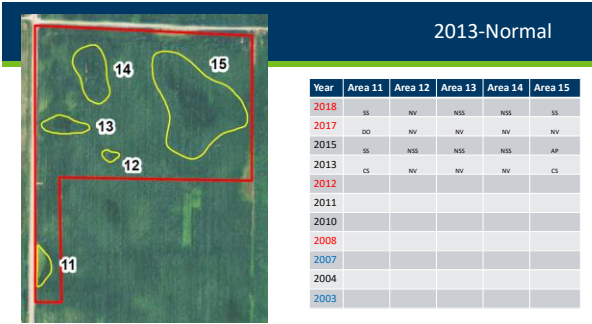 2013-Normal
14
15
13
12
11
Year Area 11 Area 12 Area 13 Area 14 Area 15
2018 SS NV NSS NSS SS
2017 DO NV NV NV NV
2015 SS NSS NSS NSS AP
2013 CS NV NV NV CS
2012
2011
2010
2008
2007
2004
2003